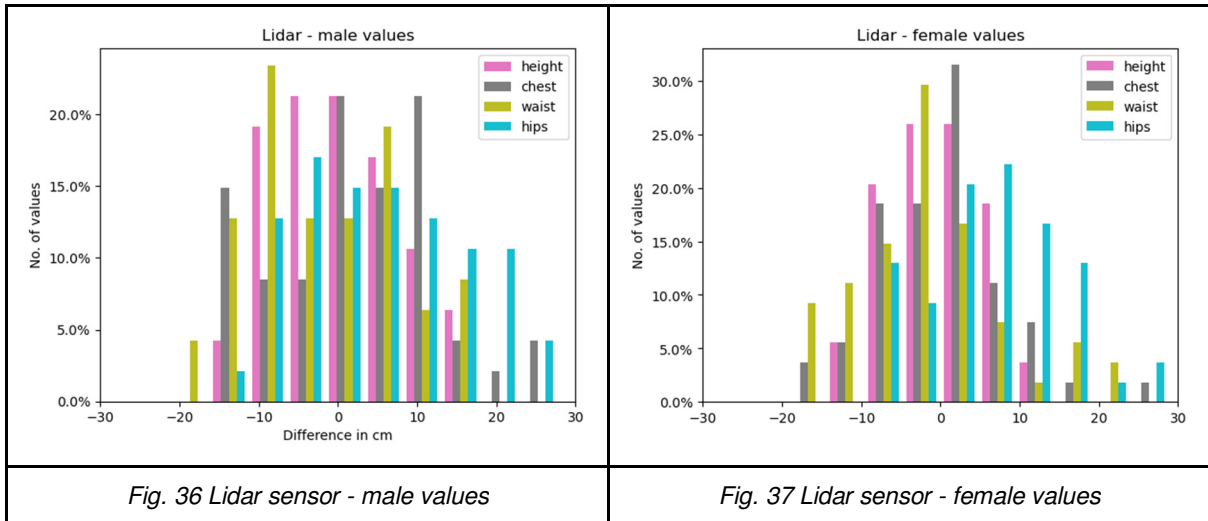 Lidar - male values
height
chest
waist
hips
No. of values
20.0%
15.0%
10.0%
5.0%
0.0%
−30
−20
−10
0
10
20
30
Difference in cm
Fig. 36 Lidar sensor - male values
Lidar - female values
height
chest
waist
hips
No. of values
30.0%
25.0%
20.0%
15.0%
10.0%
5.0%
0.0%
−30
−20
−10
0
10
20
30
Fig. 37 Lidar sensor - female values